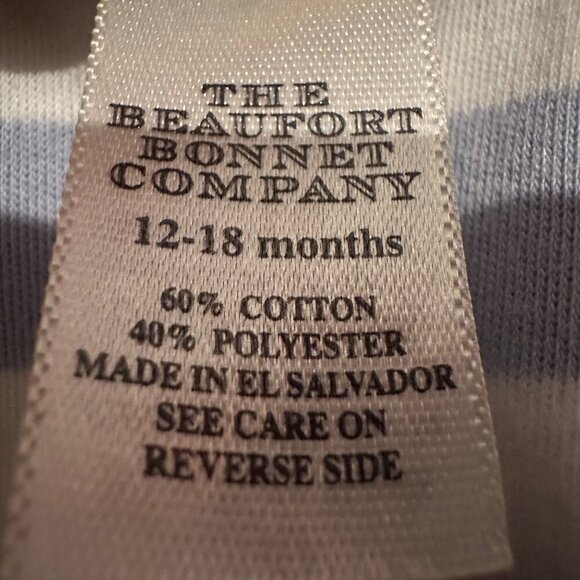 THE
BEAUFORT
BONNET
COMPANY
12-18 months
60% COTTON
40% POLYESTER
MADE IN EL SALVADOR
SEE CARE ON
REVERSE SIDE